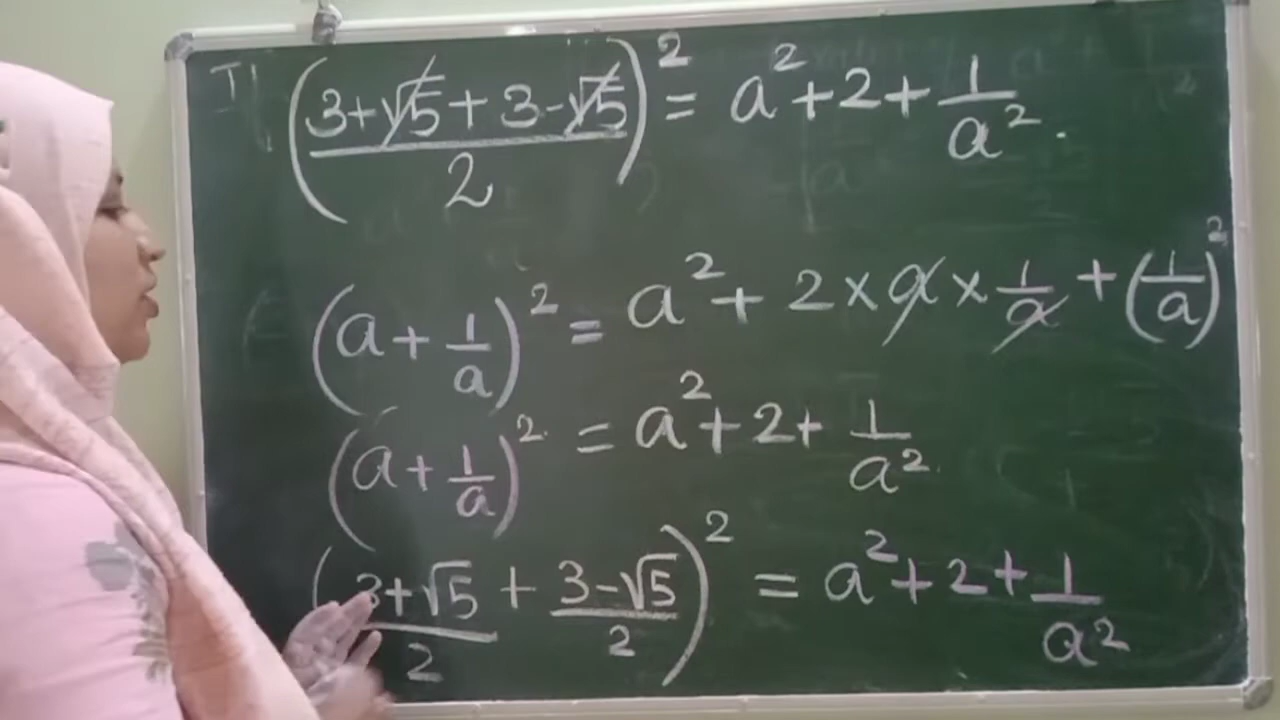 ((3+√5+3-√5)/2)² = a²+2+1/a².
(a+1/a)² = a²+2×a×1/a+(1/a)²
(a+1/a)² = a²+2+1/a²
((3+√5)/2+(3-√5)/2)² = a²+2+1/a²